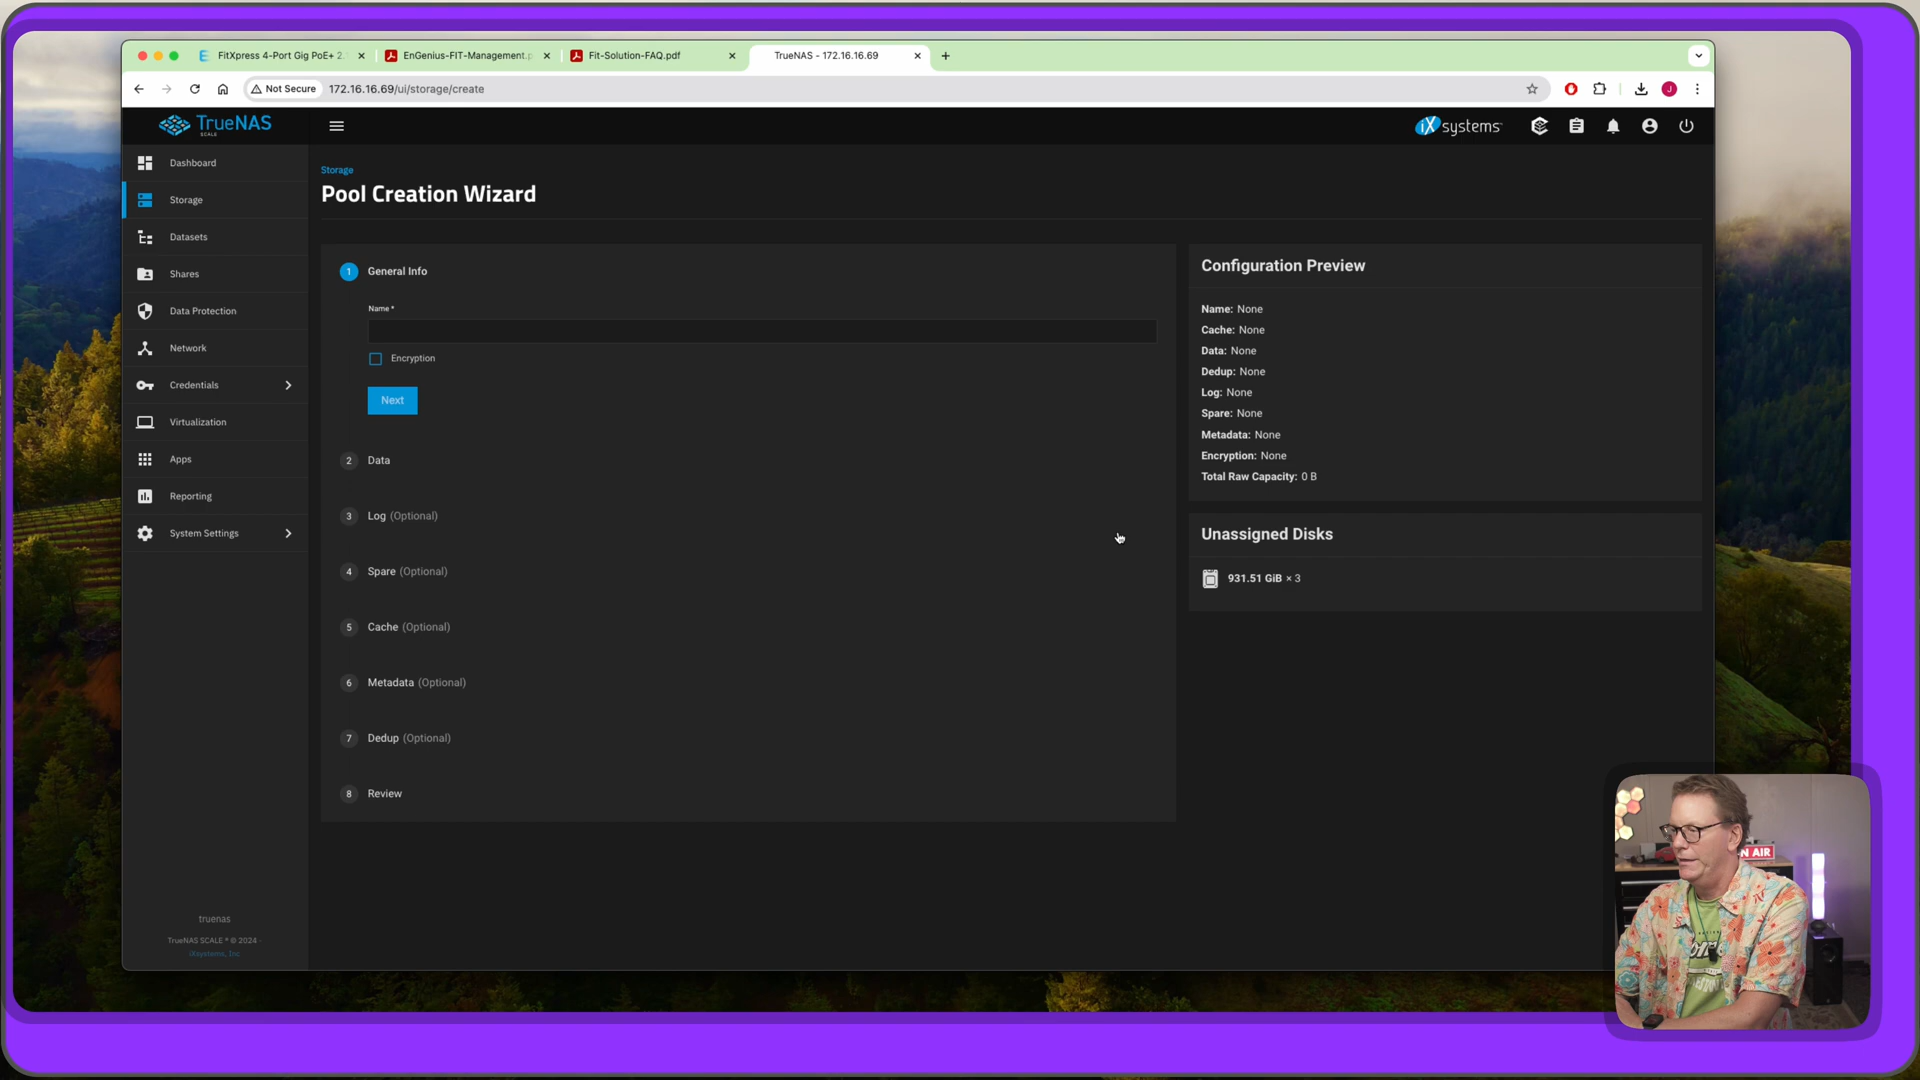 FitXpress 4-Port Gig PoE+ 2.
EnGenius-FIT-Management.p
Fit-Solution-FAQ.pdf
TrueNAS - 172.16.16.69
Not Secure
172.16.16.69/ui/storage/create
J
TrueNAS
SCALE
iX systems
Dashboard
Storage
Datasets
Shares
Data Protection
Network
Credentials
Virtualization
Apps
Reporting
System Settings
truenas
TrueNAS SCALE ® © 2024 -
iXsystems, Inc
Storage
Pool Creation Wizard
1 General Info
Name *
Encryption
Next
2 Data
3 Log (Optional)
4 Spare (Optional)
5 Cache (Optional)
6 Metadata (Optional)
7 Dedup (Optional)
8 Review
Configuration Preview
Name: None
Cache: None
Data: None
Dedup: None
Log: None
Spare: None
Metadata: None
Encryption: None
Total Raw Capacity: 0 B
Unassigned Disks
931.51 GiB × 3
N AIR